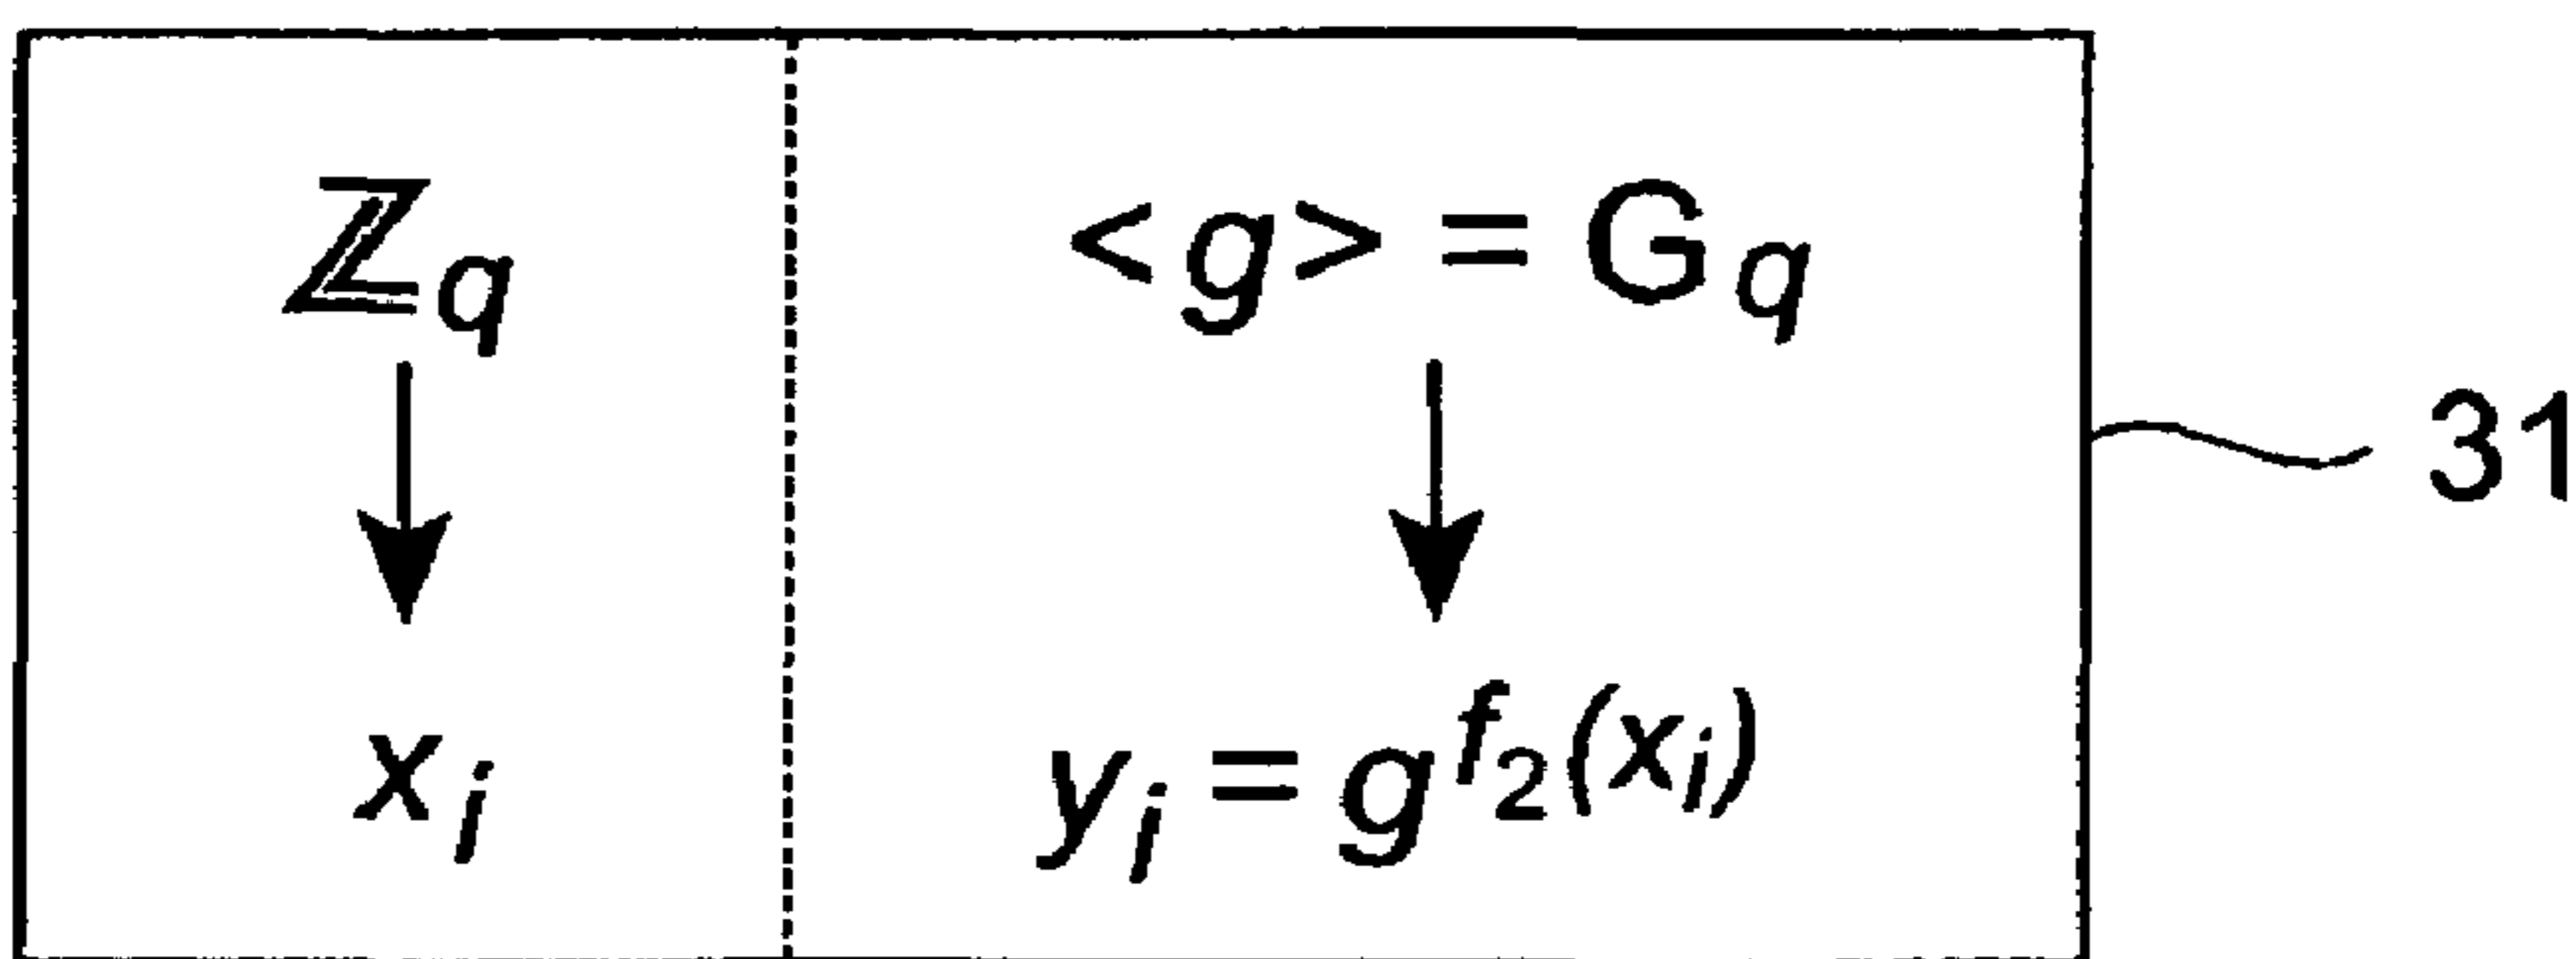 ℤq <g> = Gq
31
xi yi = g^f2(xi)